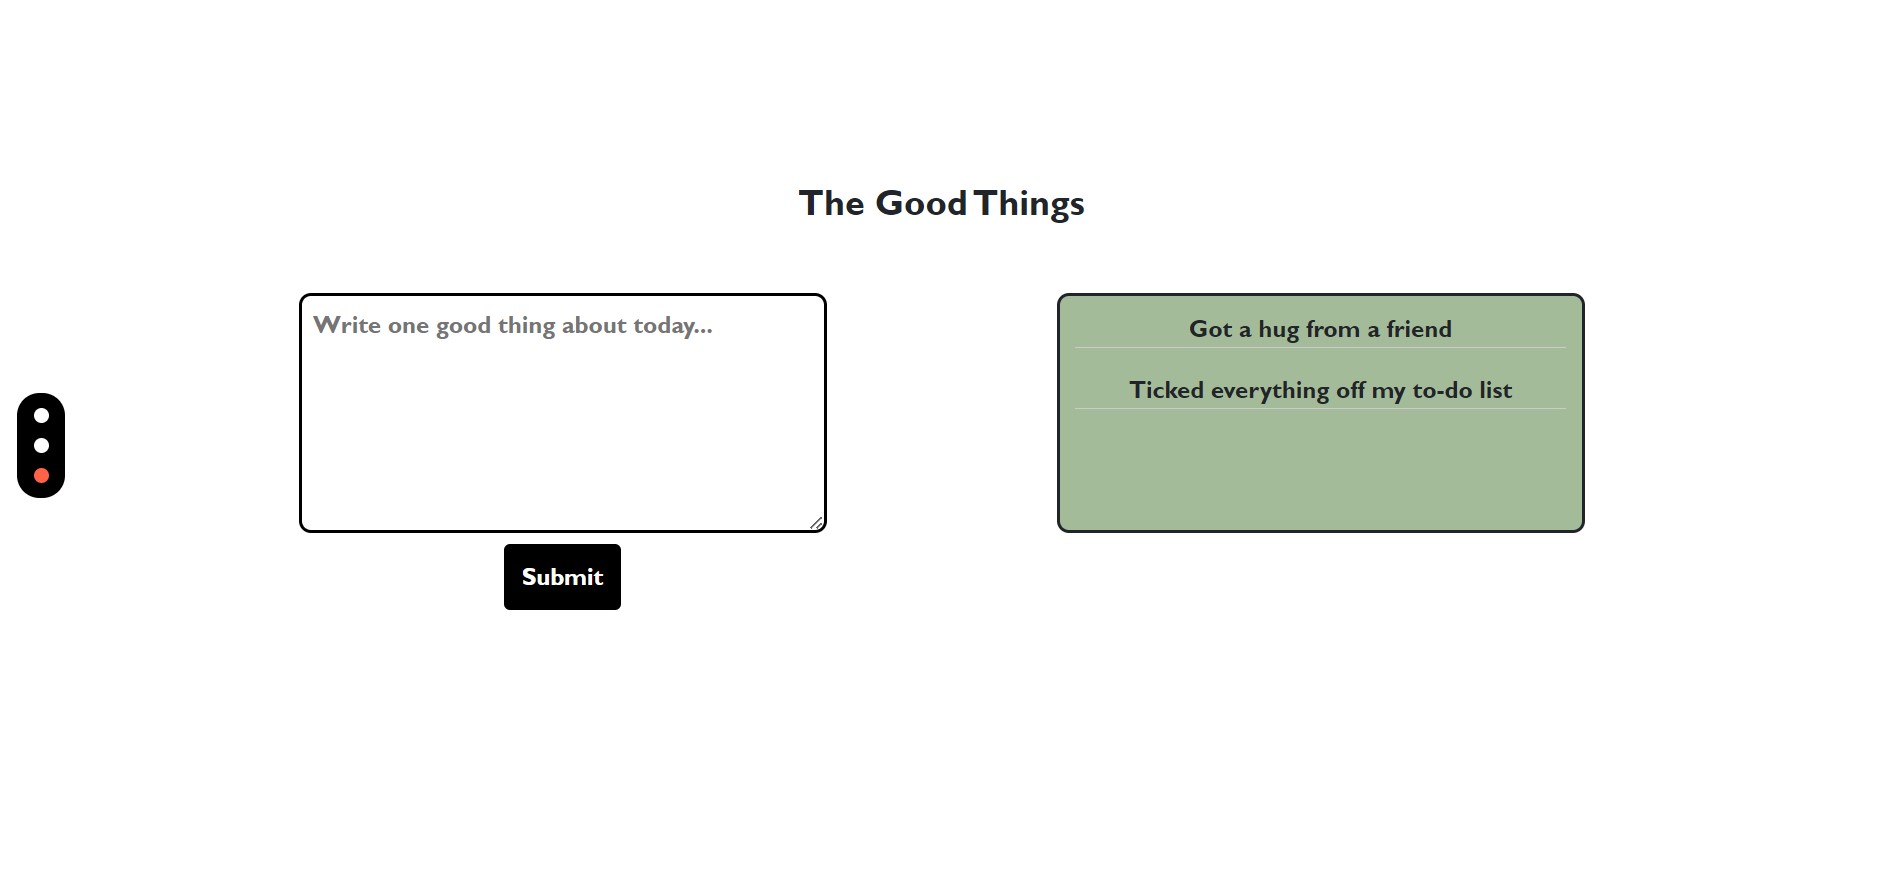 The Good Things
Write one good thing about today...
Submit
Got a hug from a friend
Ticked everything off my to-do list